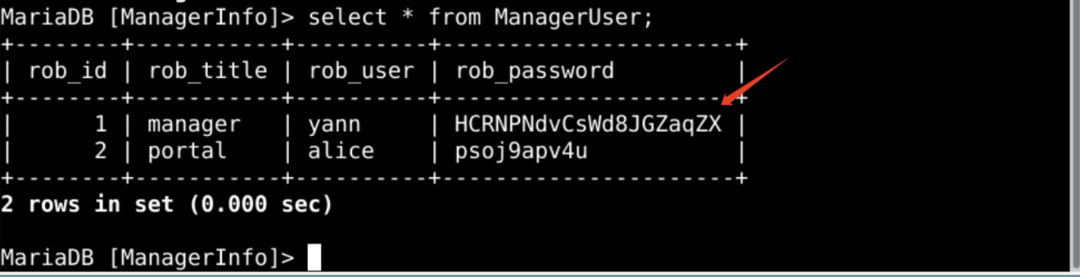 MariaDB [ManagerInfo]> select * from ManagerUser;
+--------+-----------+-----------+----------------------+
| rob_id | rob_title | rob_user | rob_password |
+--------+-----------+-----------+----------------------+
| 1 | manager | yann | HCRNPNdvCsWd8JGZaqZX |
| 2 | portal | alice | psoj9apv4u |
+--------+-----------+-----------+----------------------+
2 rows in set (0.000 sec)
MariaDB [ManagerInfo]>